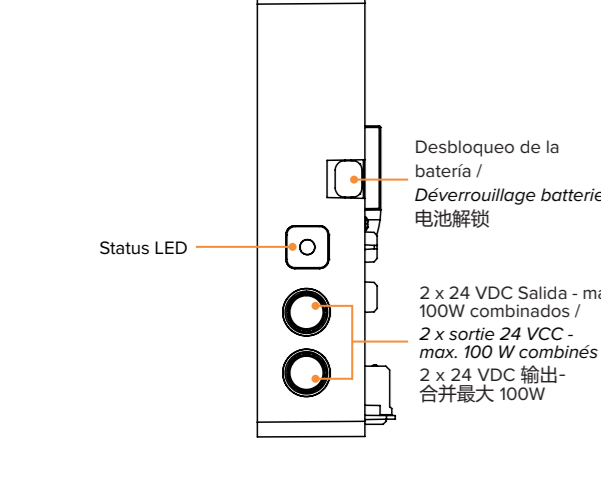 Desbloqueo de la
batería /
Déverrouillage batterie
电池解锁
Status LED
2 x 24 VDC Salida -
100W combinados /
2 x sortie 24 VCC -
max. 100 W combinés
2 x 24 VDC 输出-
合并最大 100W